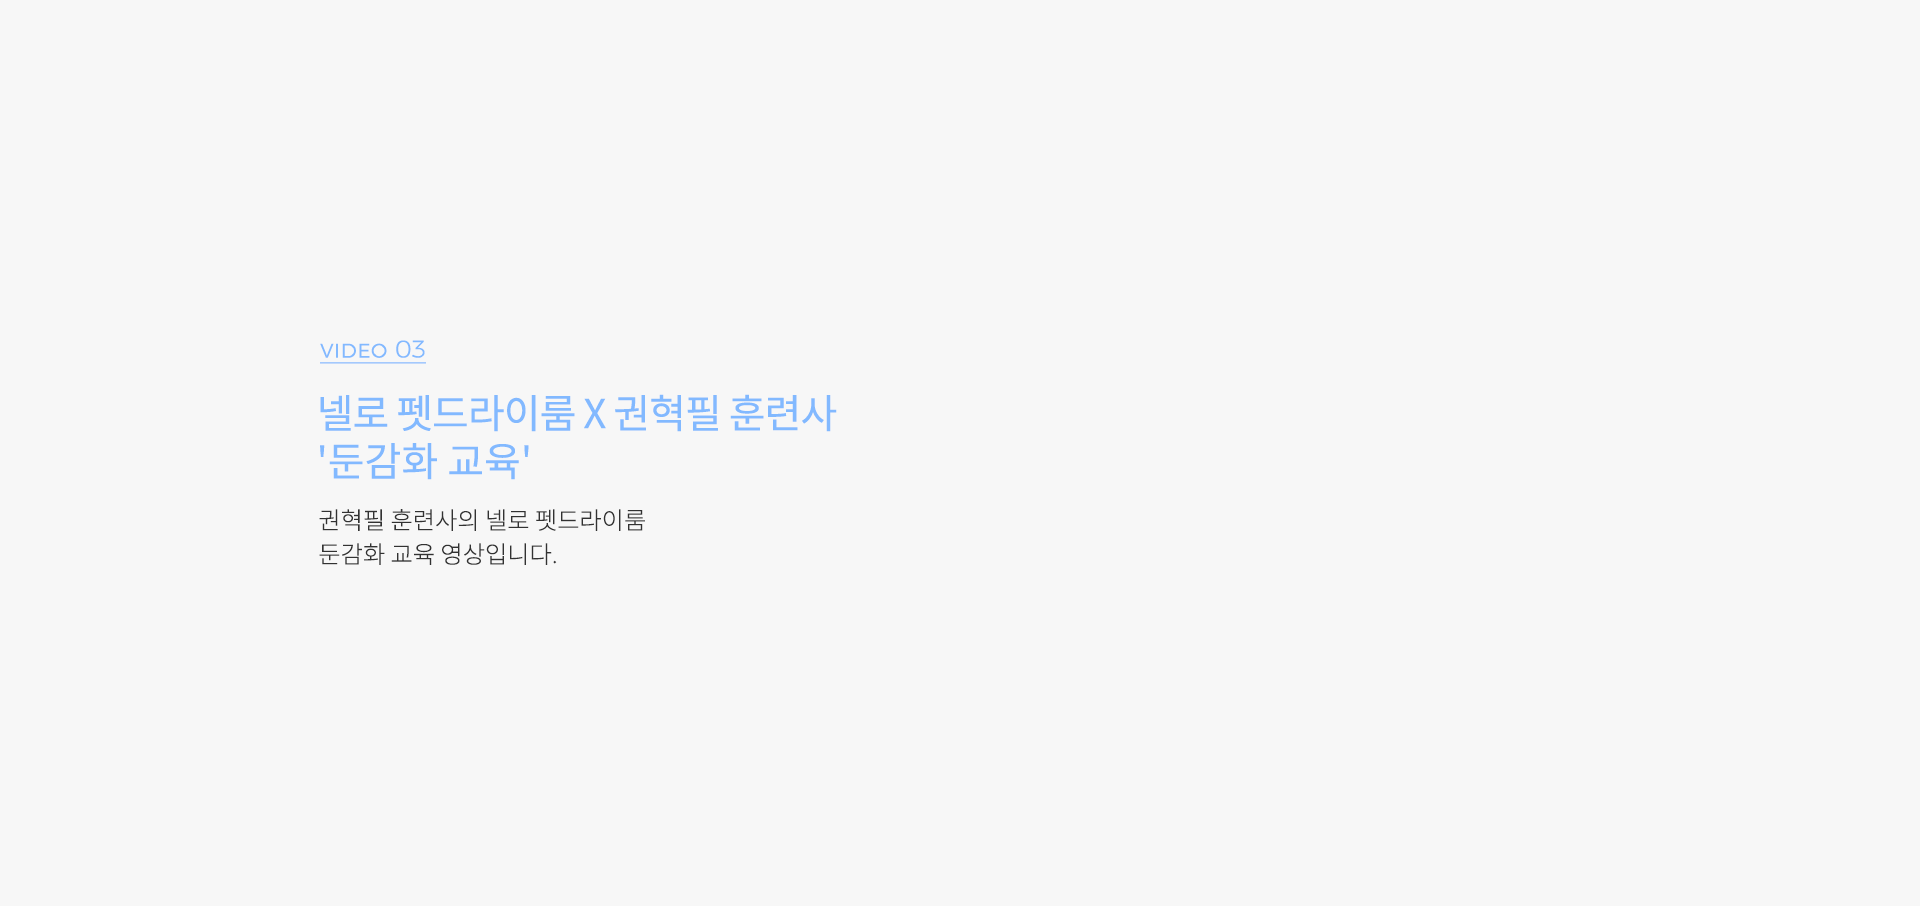 VIDEO 03
넬로 펫드라이룸 X 권혁필 훈련사
'둔감화 교육'
권혁필 훈련사의 넬로 펫드라이룸
둔감화 교육 영상입니다.